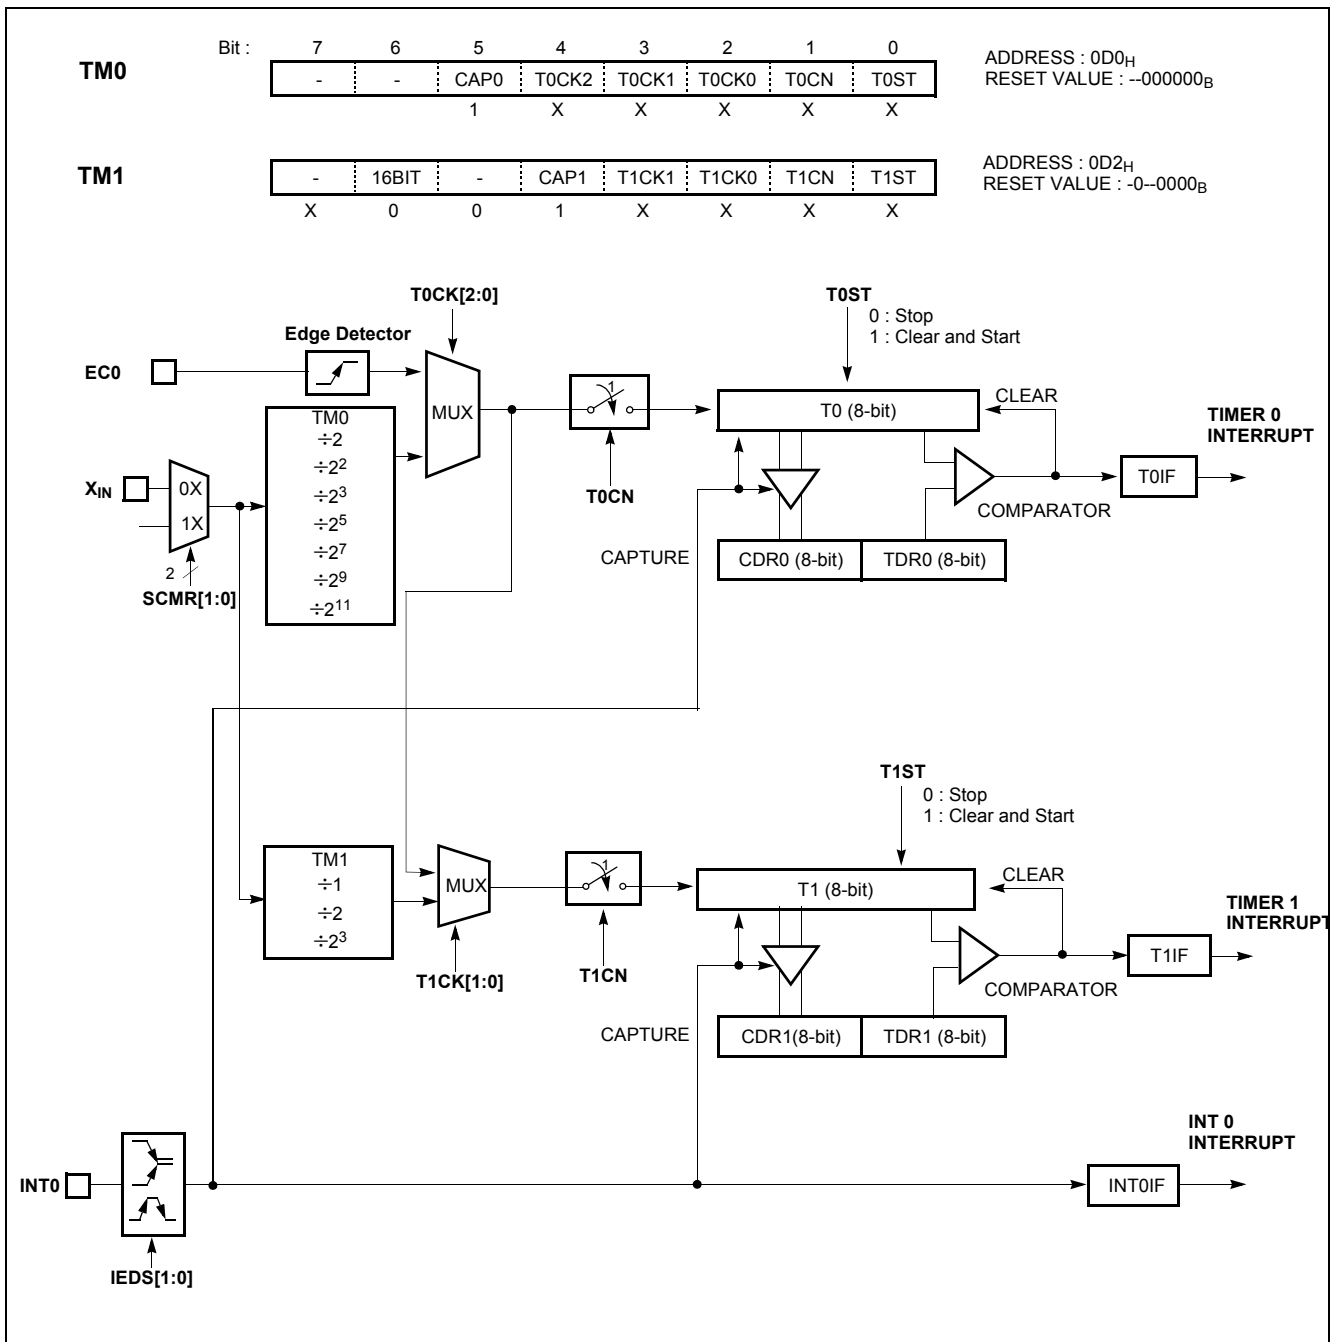 Bit : 7 6 5 4 3 2 1 0
TM0 - - CAP0 T0CK2 T0CK1 T0CK0 T0CN T0ST
ADDRESS : 0D0H
RESET VALUE : --000000B
1 X X X X X
TM1 - 16BIT - CAP1 T1CK1 T1CK0 T1CN T1ST
ADDRESS : 0D2H
RESET VALUE : -0--0000B
X 0 0 1 X X X X
T0CK[2:0]
T0ST
0 : Stop
1 : Clear and Start
Edge Detector
EC0
MUX
1
T0 (8-bit)
CLEAR
TIMER 0
INTERRUPT
TM0
÷2
÷2²
÷2³
÷2⁵
÷2⁷
÷2⁹
÷2¹¹
XIN
0X
1X
2
SCMR[1:0]
T0CN
COMPARATOR
T0IF
CAPTURE
CDR0 (8-bit)
TDR0 (8-bit)
T1ST
0 : Stop
1 : Clear and Start
TM1
÷1
÷2
÷2³
MUX
1
T1 (8-bit)
CLEAR
TIMER 1
INTERRUPT
T1CK[1:0]
T1CN
COMPARATOR
T1IF
CAPTURE
CDR1(8-bit)
TDR1 (8-bit)
INT 0
INTERRUPT
INT0
INT0IF
IEDS[1:0]